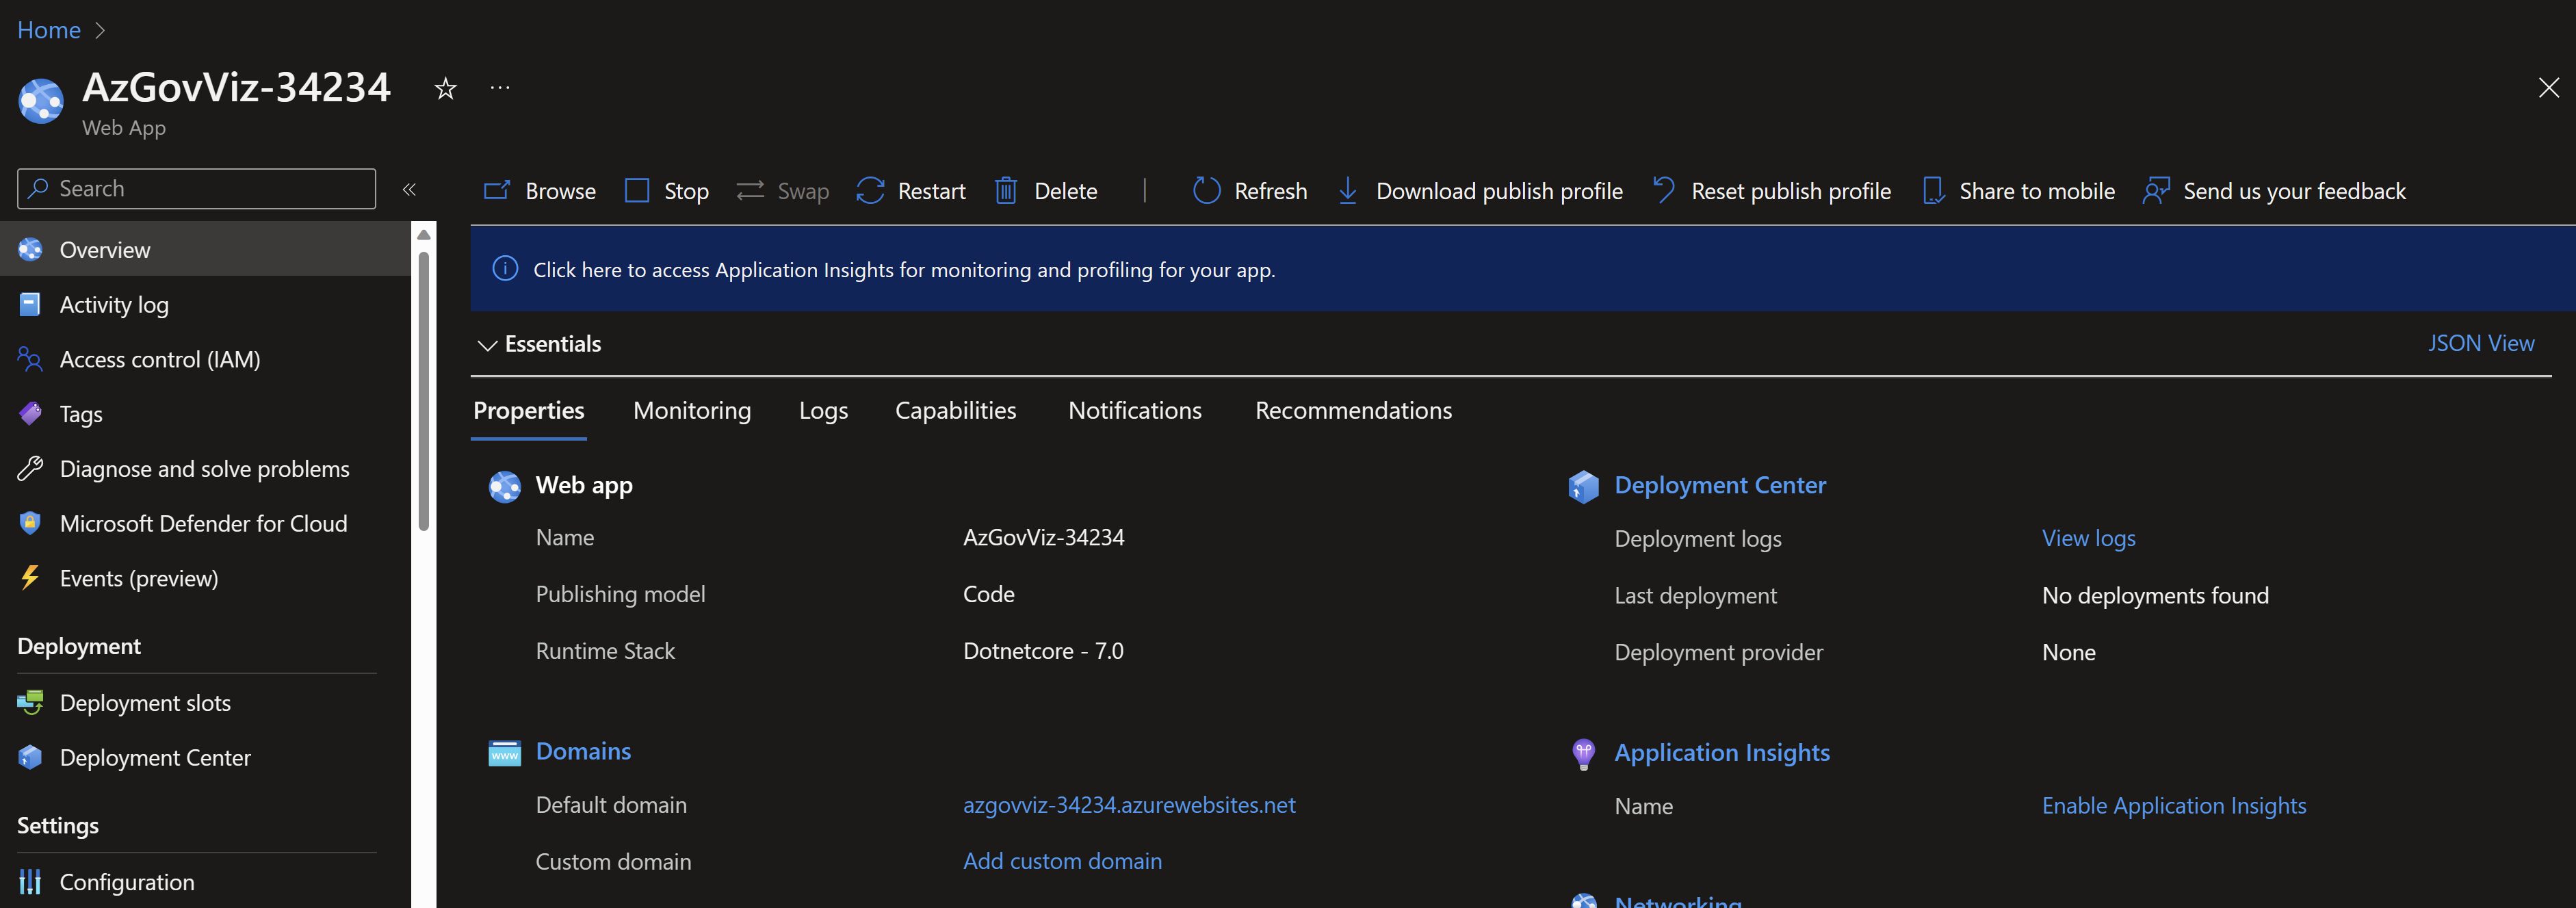 Home
AzGovViz-34234
Web App
Search
Overview
Activity log
Access control (IAM)
Tags
Diagnose and solve problems
Microsoft Defender for Cloud
Events (preview)
Deployment
Deployment slots
Deployment Center
Settings
Configuration
Browse Stop Swap Restart Delete Refresh Download publish profile Reset publish profile Share to mobile Send us your feedback
Click here to access Application Insights for monitoring and profiling for your app.
Essentials JSON View
Properties Monitoring Logs Capabilities Notifications Recommendations
Web app
Name AzGovViz-34234
Publishing model Code
Runtime Stack Dotnetcore - 7.0
www Domains
Default domain azgovviz-34234.azurewebsites.net
Custom domain Add custom domain
Deployment Center
Deployment logs View logs
Last deployment No deployments found
Deployment provider None
Application Insights
Name Enable Application Insights
Networking